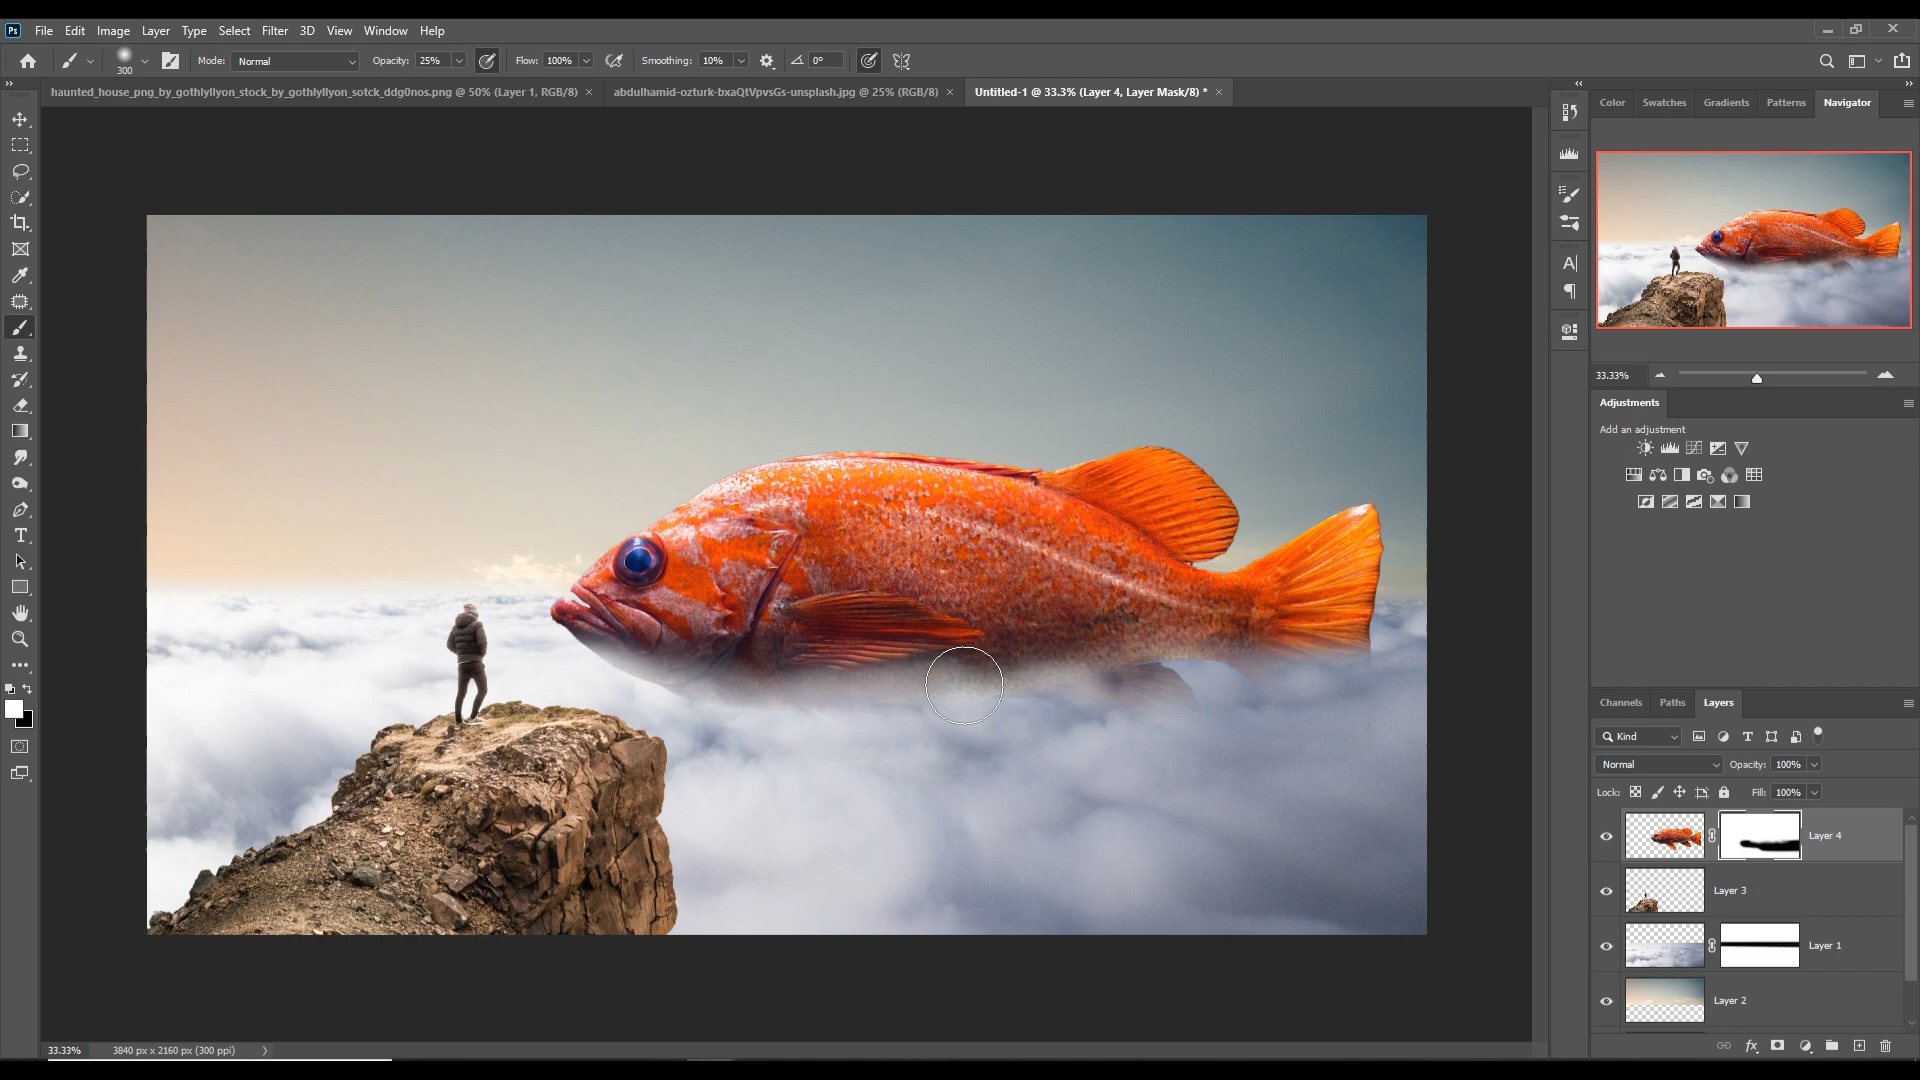 Ps File Edit Image Layer Type Select Filter 3D View Window Help
300 Mode: Normal Opacity: 25% Flow: 100% Smoothing: 10% 0°
haunted_house_png_by_gothlyllyon_stock_by_gothlyllyon_sotck_ddg0nos.png @ 50% (Layer 1, RGB/8) × abdulhamid-ozturk-bxaQtVpvsGs-unsplash.jpg @ 25% (RGB/8) × Untitled-1 @ 33.3% (Layer 4, Layer Mask/8) * ×
Color Swatches Gradients Patterns Navigator
33.33%
Adjustments
Add an adjustment
Channels Paths Layers
Kind
Normal Opacity: 100%
Lock: Fill: 100%
Layer 4
Layer 3
Layer 1
Layer 2
33.33% 3840 px x 2160 px (300 ppi)